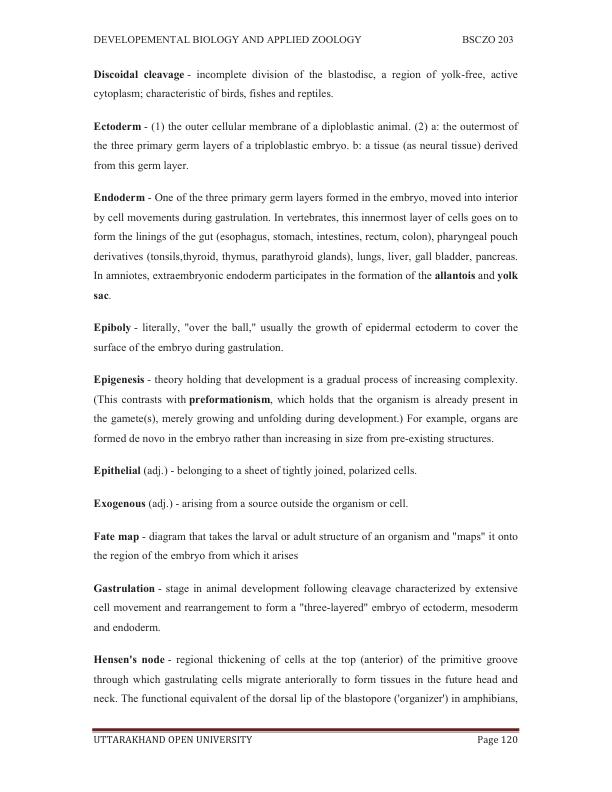 DEVELOPEMENTAL BIOLOGY AND APPLIED ZOOLOGY BSCZO 203
Discoidal cleavage - incomplete division of the blastodisc, a region of yolk-free, active
cytoplasm; characteristic of birds, fishes and reptiles.
Ectoderm - (1) the outer cellular membrane of a diploblastic animal. (2) a: the outermost of
the three primary germ layers of a triploblastic embryo. b: a tissue (as neural tissue) derived
from this germ layer.
Endoderm - One of the three primary germ layers formed in the embryo, moved into interior
by cell movements during gastrulation. In vertebrates, this innermost layer of cells goes on to
form the linings of the gut (esophagus, stomach, intestines, rectum, colon), pharyngeal pouch
derivatives (tonsils,thyroid, thymus, parathyroid glands), lungs, liver, gall bladder, pancreas.
In amniotes, extraembryonic endoderm participates in the formation of the allantois and yolk
sac.
Epiboly - literally, "over the ball," usually the growth of epidermal ectoderm to cover the
surface of the embryo during gastrulation.
Epigenesis - theory holding that development is a gradual process of increasing complexity.
(This contrasts with preformationism, which holds that the organism is already present in
the gamete(s), merely growing and unfolding during development.) For example, organs are
formed de novo in the embryo rather than increasing in size from pre-existing structures.
Epithelial (adj.) - belonging to a sheet of tightly joined, polarized cells.
Exogenous (adj.) - arising from a source outside the organism or cell.
Fate map - diagram that takes the larval or adult structure of an organism and "maps" it onto
the region of the embryo from which it arises
Gastrulation - stage in animal development following cleavage characterized by extensive
cell movement and rearrangement to form a "three-layered" embryo of ectoderm, mesoderm
and endoderm.
Hensen's node - regional thickening of cells at the top (anterior) of the primitive groove
through which gastrulating cells migrate anteriorally to form tissues in the future head and
neck. The functional equivalent of the dorsal lip of the blastopore ('organizer') in amphibians,
UTTARAKHAND OPEN UNIVERSITY Page 120